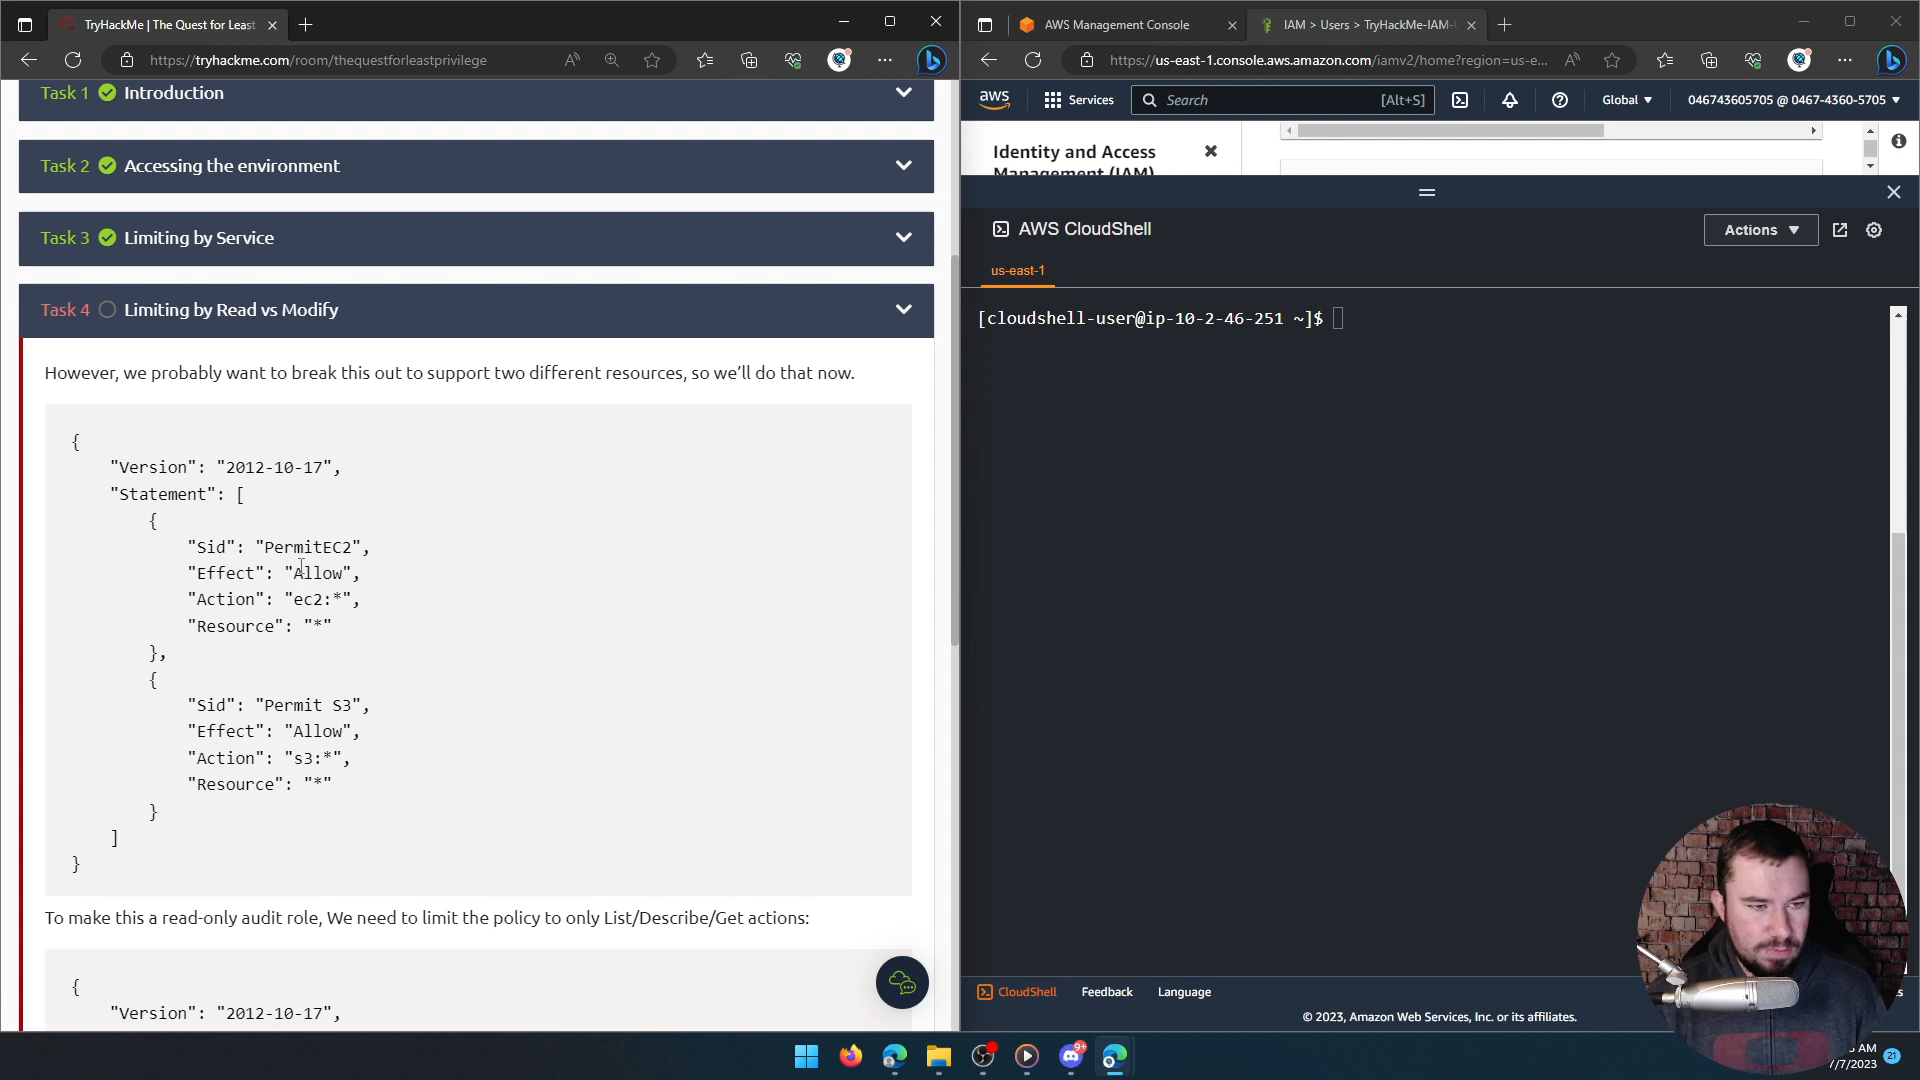 TryHackMe | The Quest for Least
https://tryhackme.com/room/thequestforleastprivilege
Task 1 Introduction
Task 2 Accessing the environment
Task 3 Limiting by Service
Task 4 Limiting by Read vs Modify
However, we probably want to break this out to support two different resources, so we'll do that now.
{
"Version": "2012-10-17",
"Statement": [
{
"Sid": "PermitEC2",
"Effect": "Allow",
"Action": "ec2:*",
"Resource": "*"
},
{
"Sid": "Permit S3",
"Effect": "Allow",
"Action": "s3:*",
"Resource": "*"
}
]
}
To make this a read-only audit role, We need to limit the policy to only List/Describe/Get actions:
{
"Version": "2012-10-17",
AWS Management Console
IAM > Users > TryHackMe-IAM-
https://us-east-1.console.aws.amazon.com/iamv2/home?region=us-e...
aws
Services
Search
[Alt+S]
Global
046743605705 @ 0467-4360-5705
Identity and Access
Management (IAM)
AWS CloudShell
Actions
us-east-1
[cloudshell-user@ip-10-2-46-251 ~]$
CloudShell
Feedback
Language
© 2023, Amazon Web Services, Inc. or its affiliates.
9+
AM
/7/2023
21